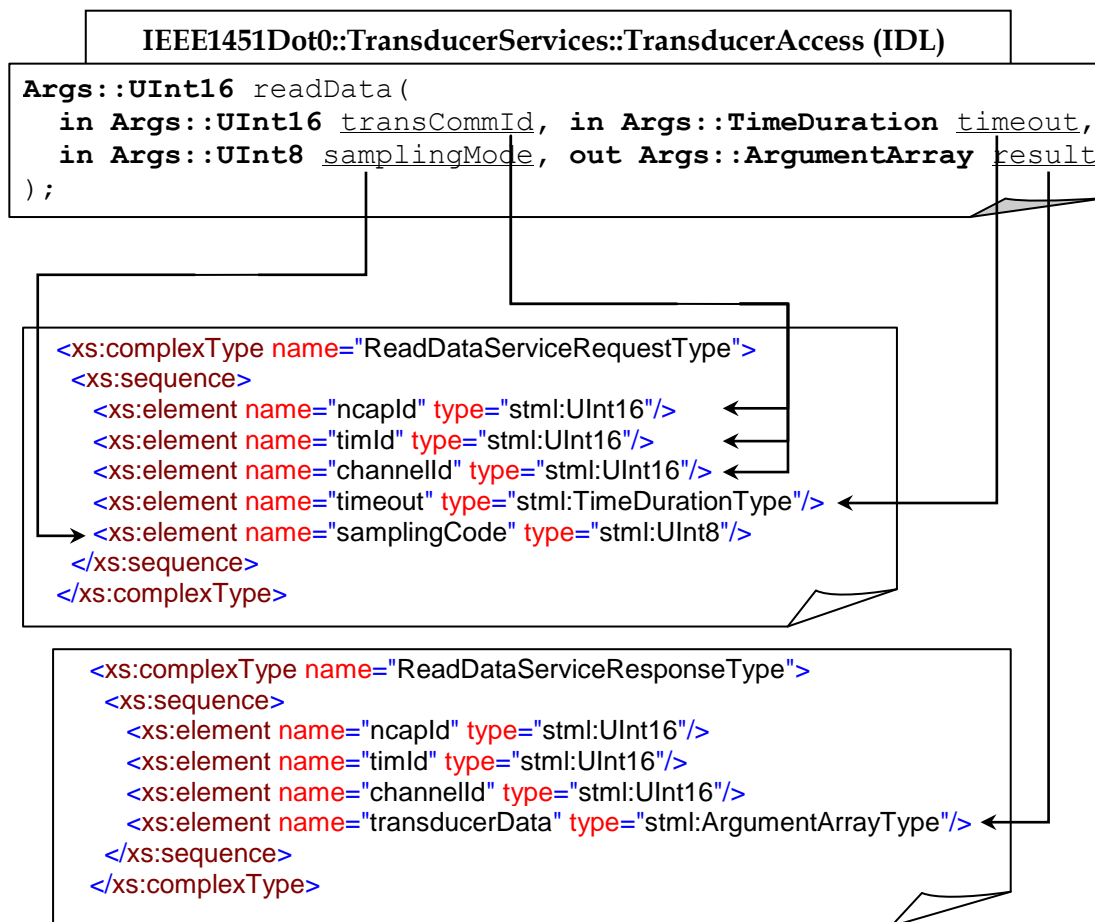 IEEE1451Dot0::TransducerServices::TransducerAccess (IDL)
Args::UInt16 readData(
in Args::UInt16 transCommId, in Args::TimeDuration timeout,
in Args::UInt8 samplingMode, out Args::ArgumentArray result
);
<xs:complexType name="ReadDataServiceRequestType">
<xs:sequence>
<xs:element name="ncapId" type="stml:UInt16"/>
<xs:element name="timId" type="stml:UInt16"/>
<xs:element name="channelId" type="stml:UInt16"/>
<xs:element name="timeout" type="stml:TimeDurationType"/>
<xs:element name="samplingCode" type="stml:UInt8"/>
</xs:sequence>
</xs:complexType>
<xs:complexType name="ReadDataServiceResponseType">
<xs:sequence>
<xs:element name="ncapId" type="stml:UInt16"/>
<xs:element name="timId" type="stml:UInt16"/>
<xs:element name="channelId" type="stml:UInt16"/>
<xs:element name="transducerData" type="stml:ArgumentArrayType"/>
</xs:sequence>
</xs:complexType>